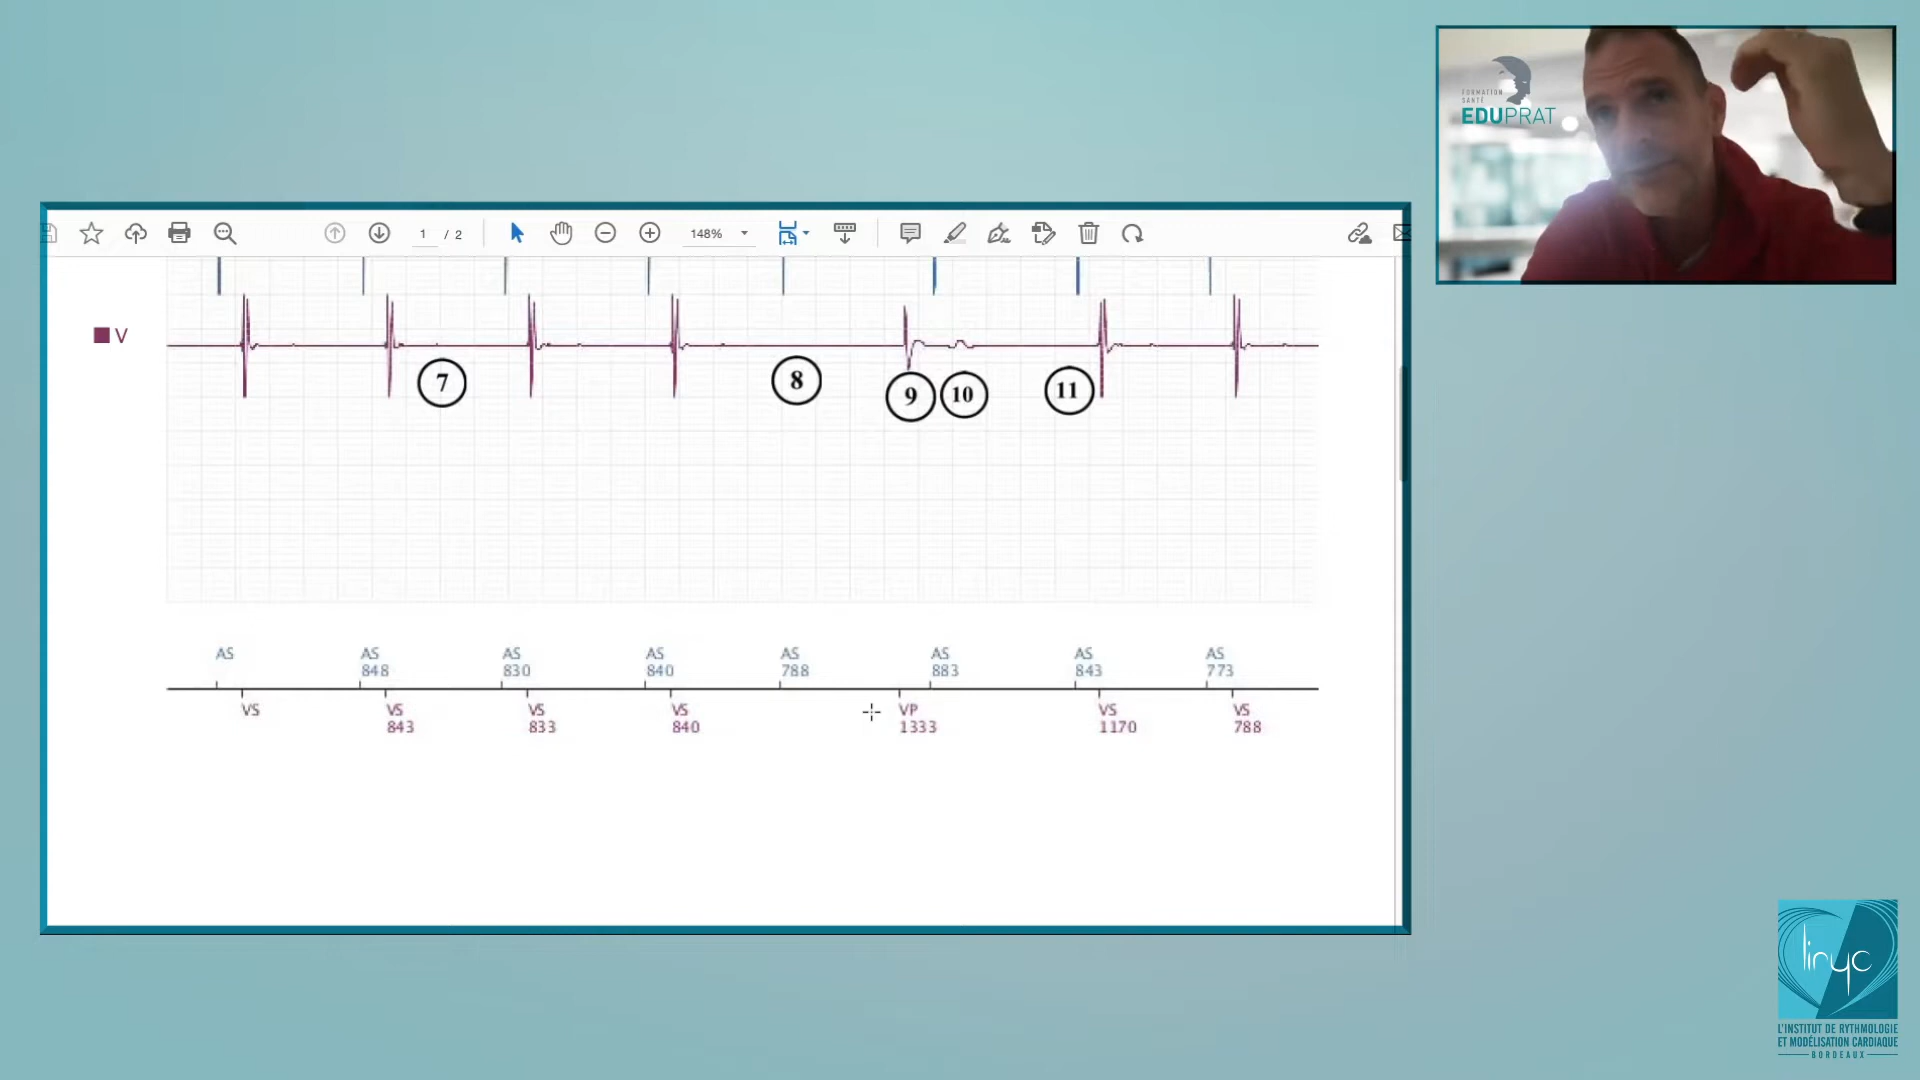 FORMATION
SANTÉ
EDUPRAT
1 / 2
148%
V
7
8
9
10
11
AS
AS
848
AS
830
AS
840
AS
788
AS
883
AS
843
AS
773
VS
VS
843
VS
833
VS
840
VP
1333
VS
1170
VS
788
liryc
L'INSTITUT DE RYTHMOLOGIE
ET MODÉLISATION CARDIAQUE
BORDEAUX